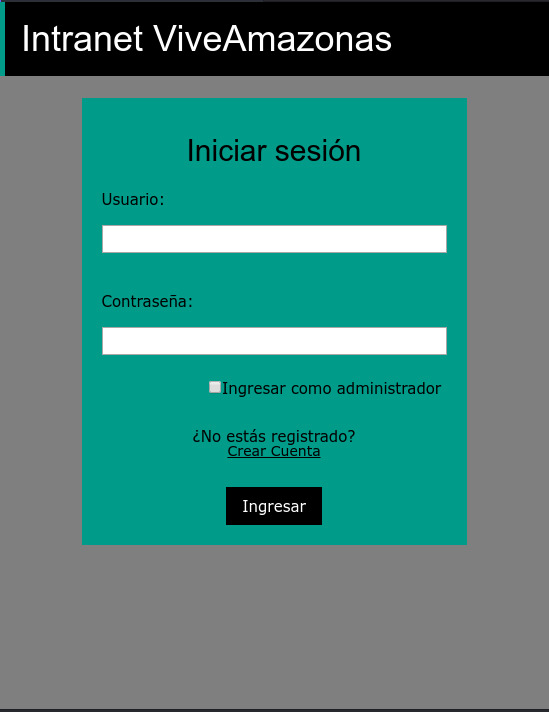 Intranet ViveAmazonas
Iniciar sesión
Usuario:
Contraseña:
Ingresar como administrador
¿No estás registrado?
Crear Cuenta
Ingresar